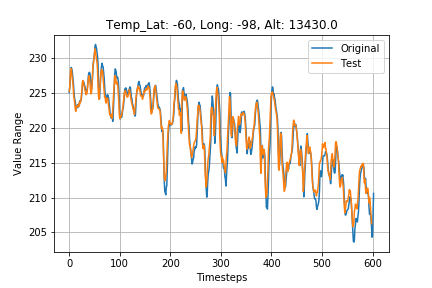 Temp_Lat: -60, Long: -98, Alt: 13430.0
Original
Test
Value Range
230
225
220
215
210
205
0 100 200 300 400 500 600
Timesteps